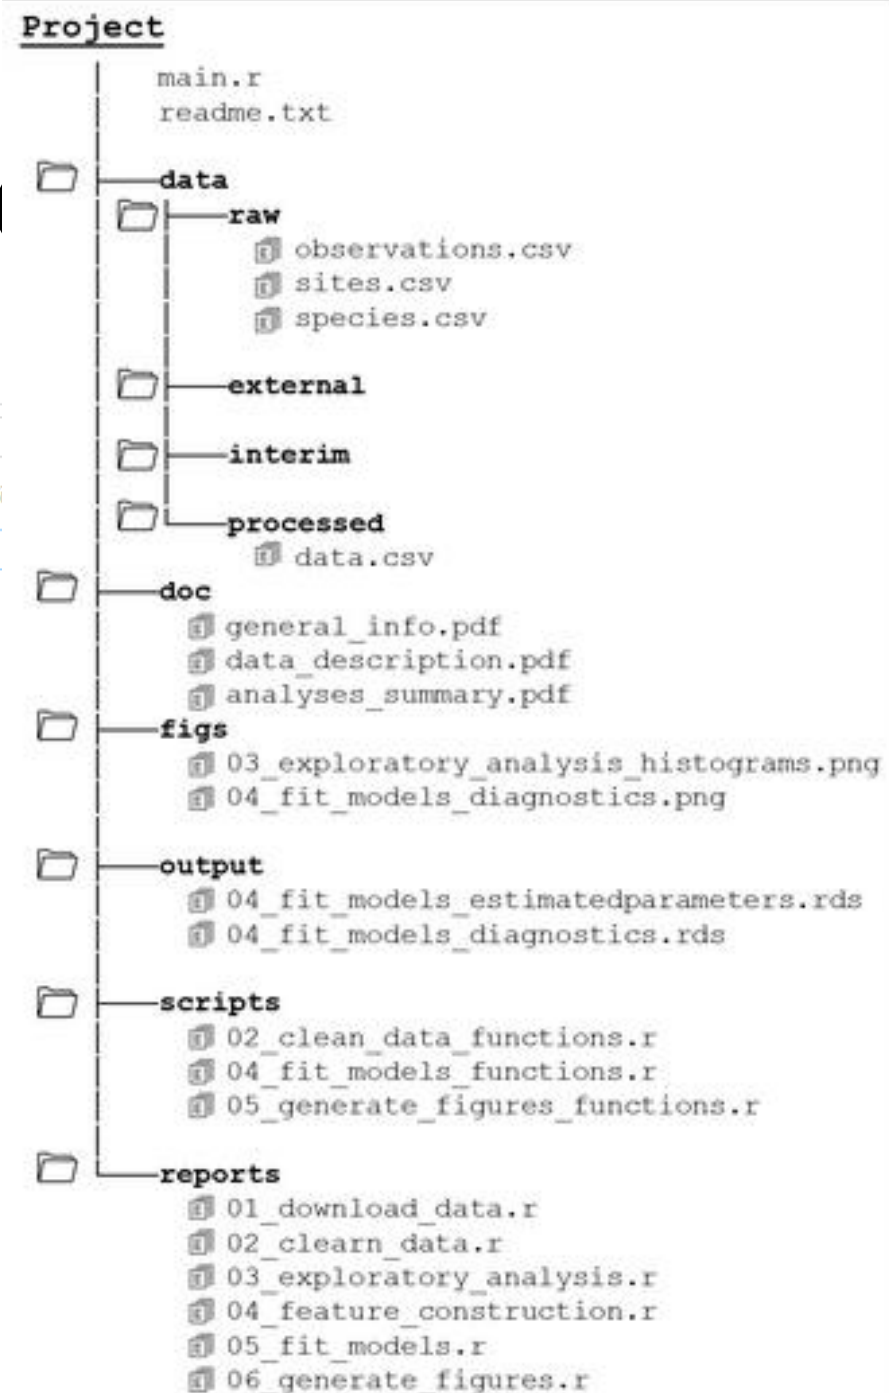 Project
main.r
readme.txt
data
raw
observations.csv
sites.csv
species.csv
external
interim
processed
data.csv
doc
general_info.pdf
data_description.pdf
analyses_summary.pdf
figs
03_exploratory_analysis_histograms.png
04_fit_models_diagnostics.png
output
04_fit_models_estimatedparameters.rds
04_fit_models_diagnostics.rds
scripts
02_clean_data_functions.r
04_fit_models_functions.r
05_generate_figures_functions.r
reports
01_download_data.r
02_clearn_data.r
03_exploratory_analysis.r
04_feature_construction.r
05_fit_models.r
06_generate_figures.r